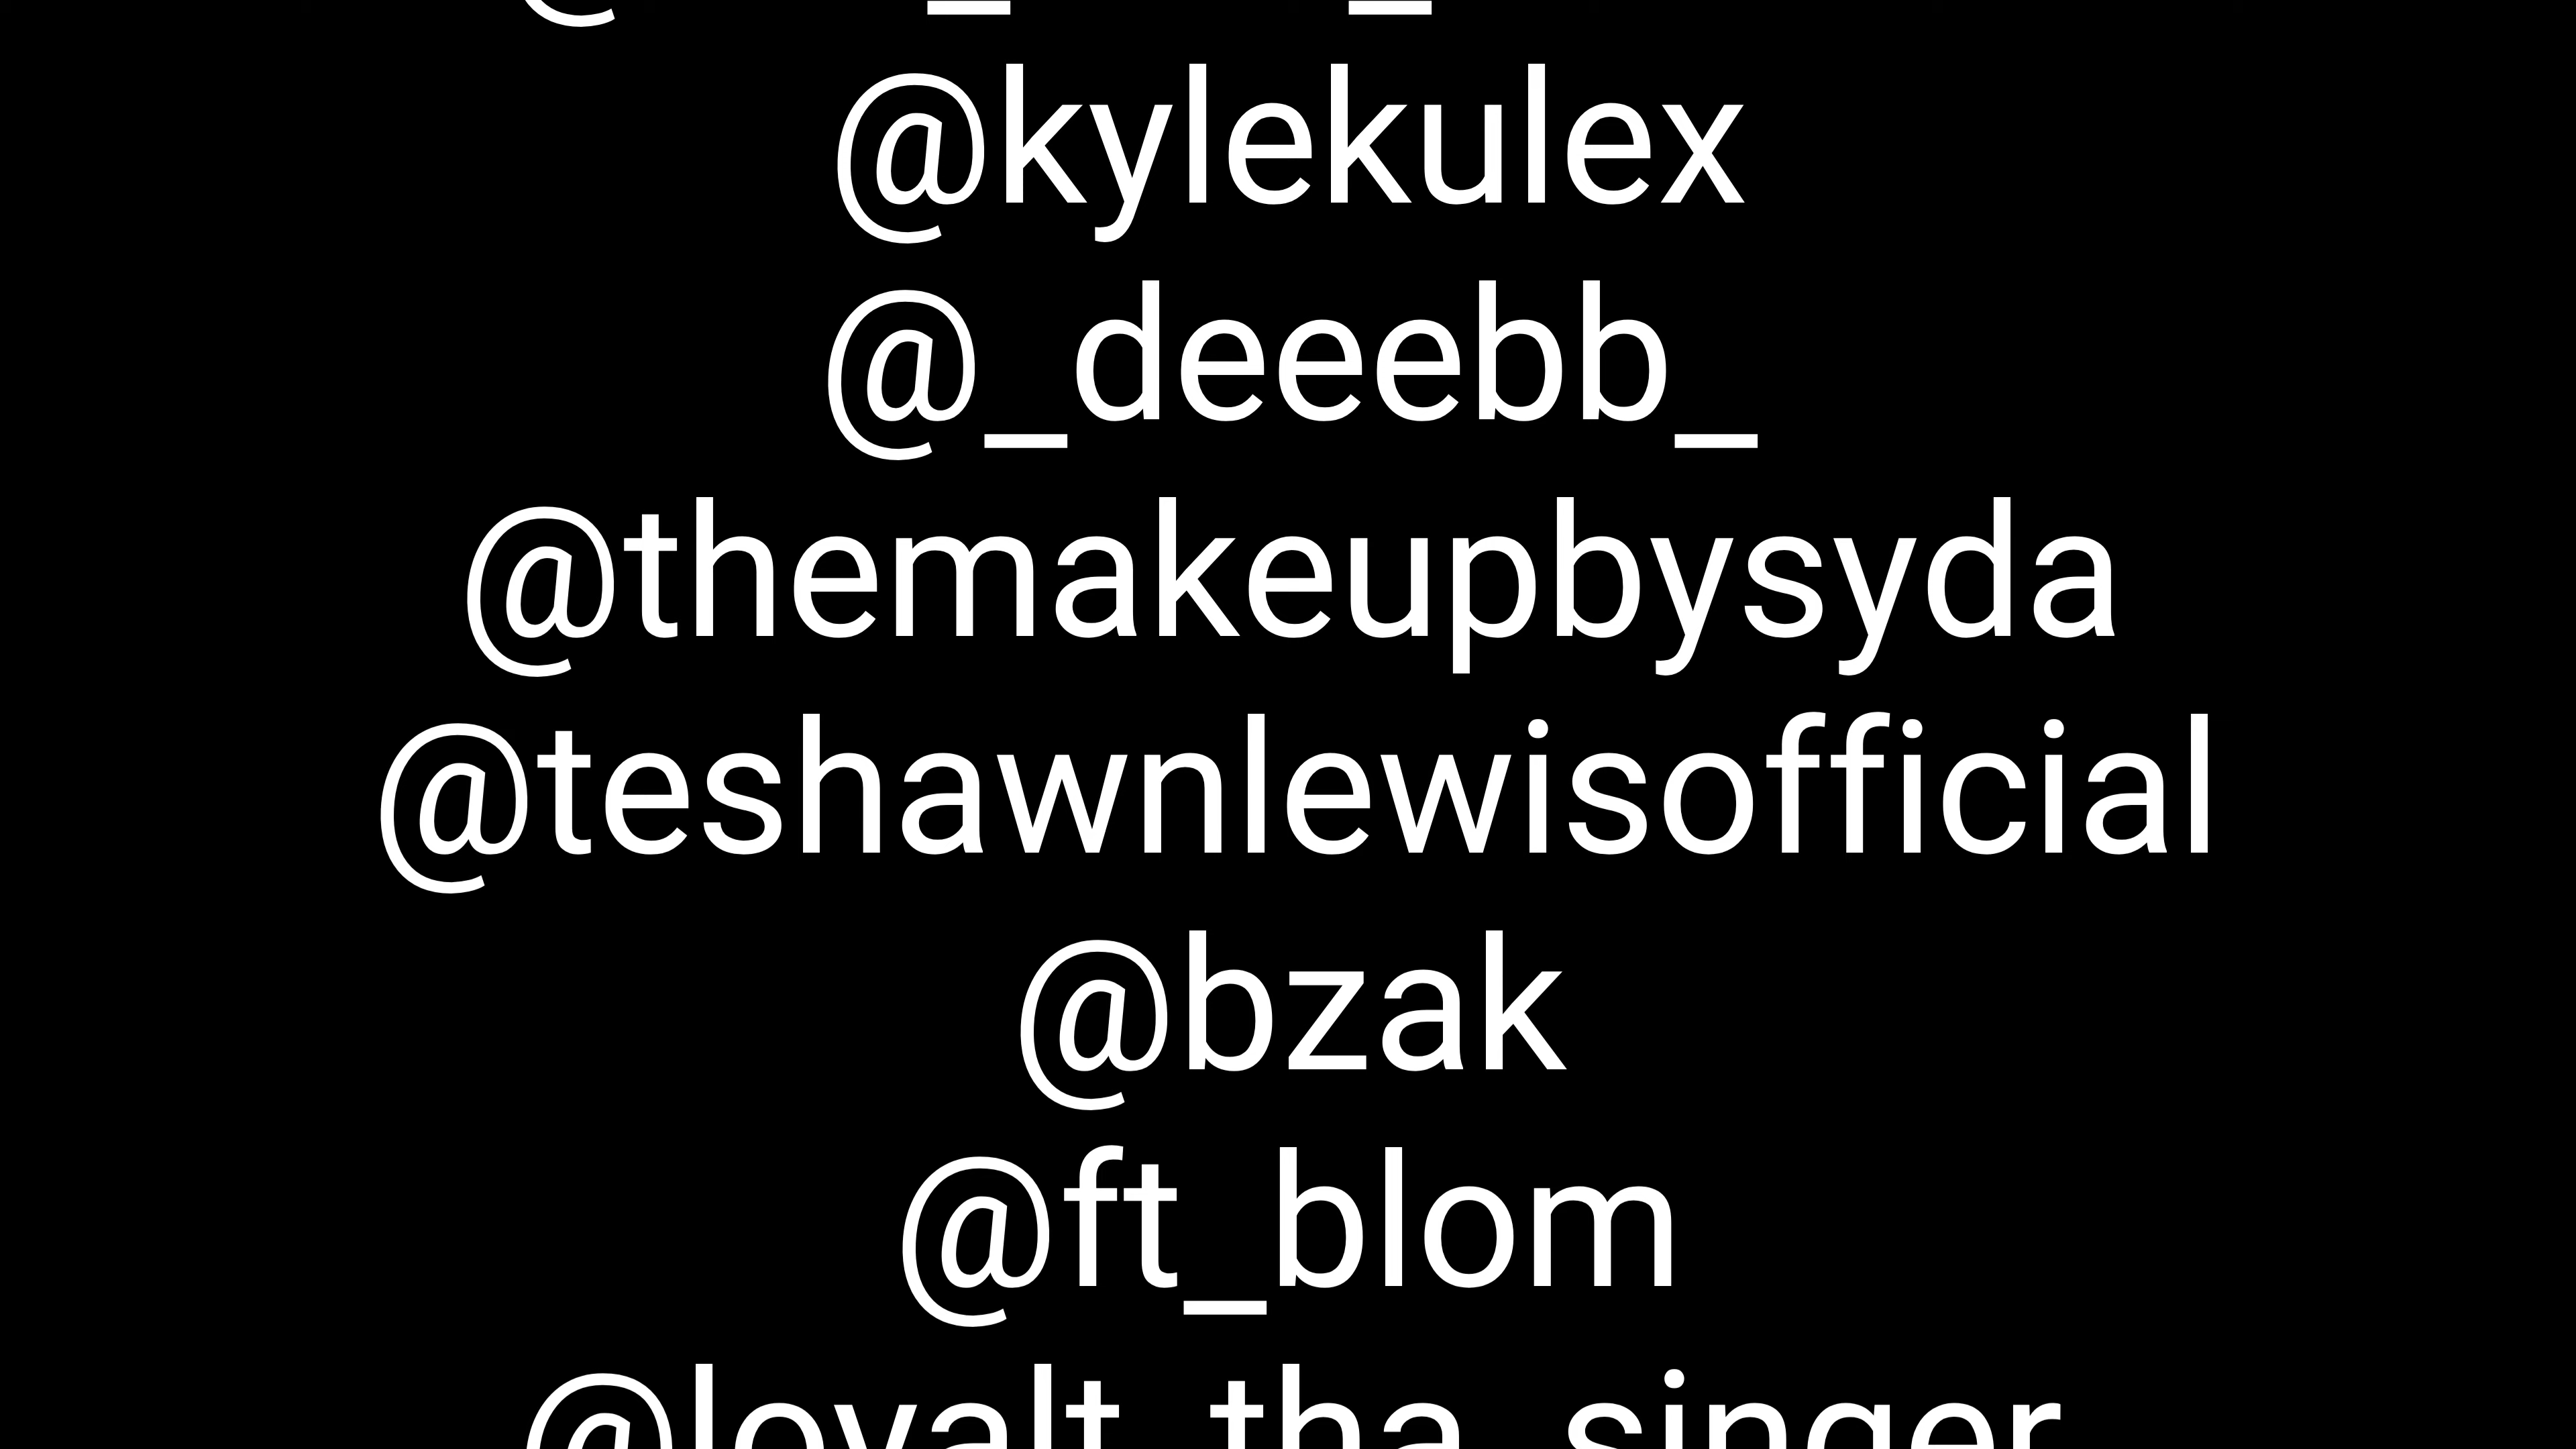 @kylekulex
@_deeebb_
@themakeupbysyda
@teshawnlewisofficial
@bzak
@ft_blom